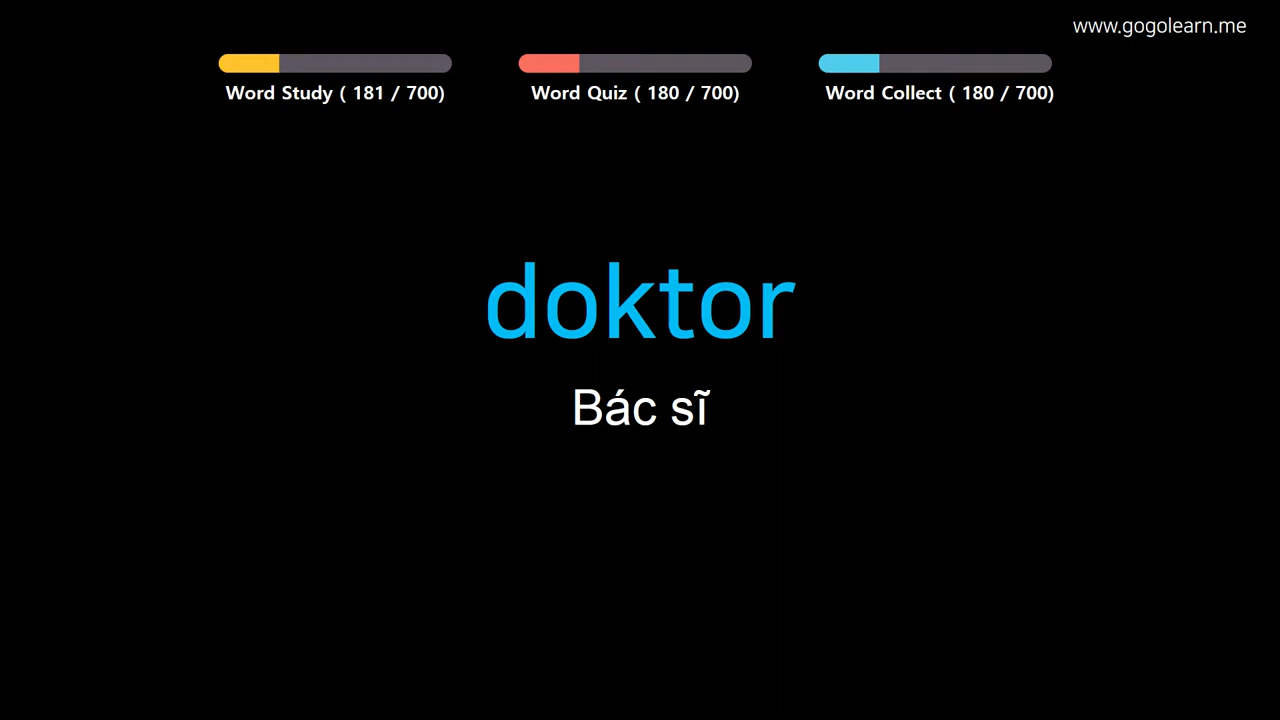 www.gogolearn.me
Word Study ( 181 / 700)
Word Quiz ( 180 / 700)
Word Collect ( 180 / 700)
doktor
Bác sĩ